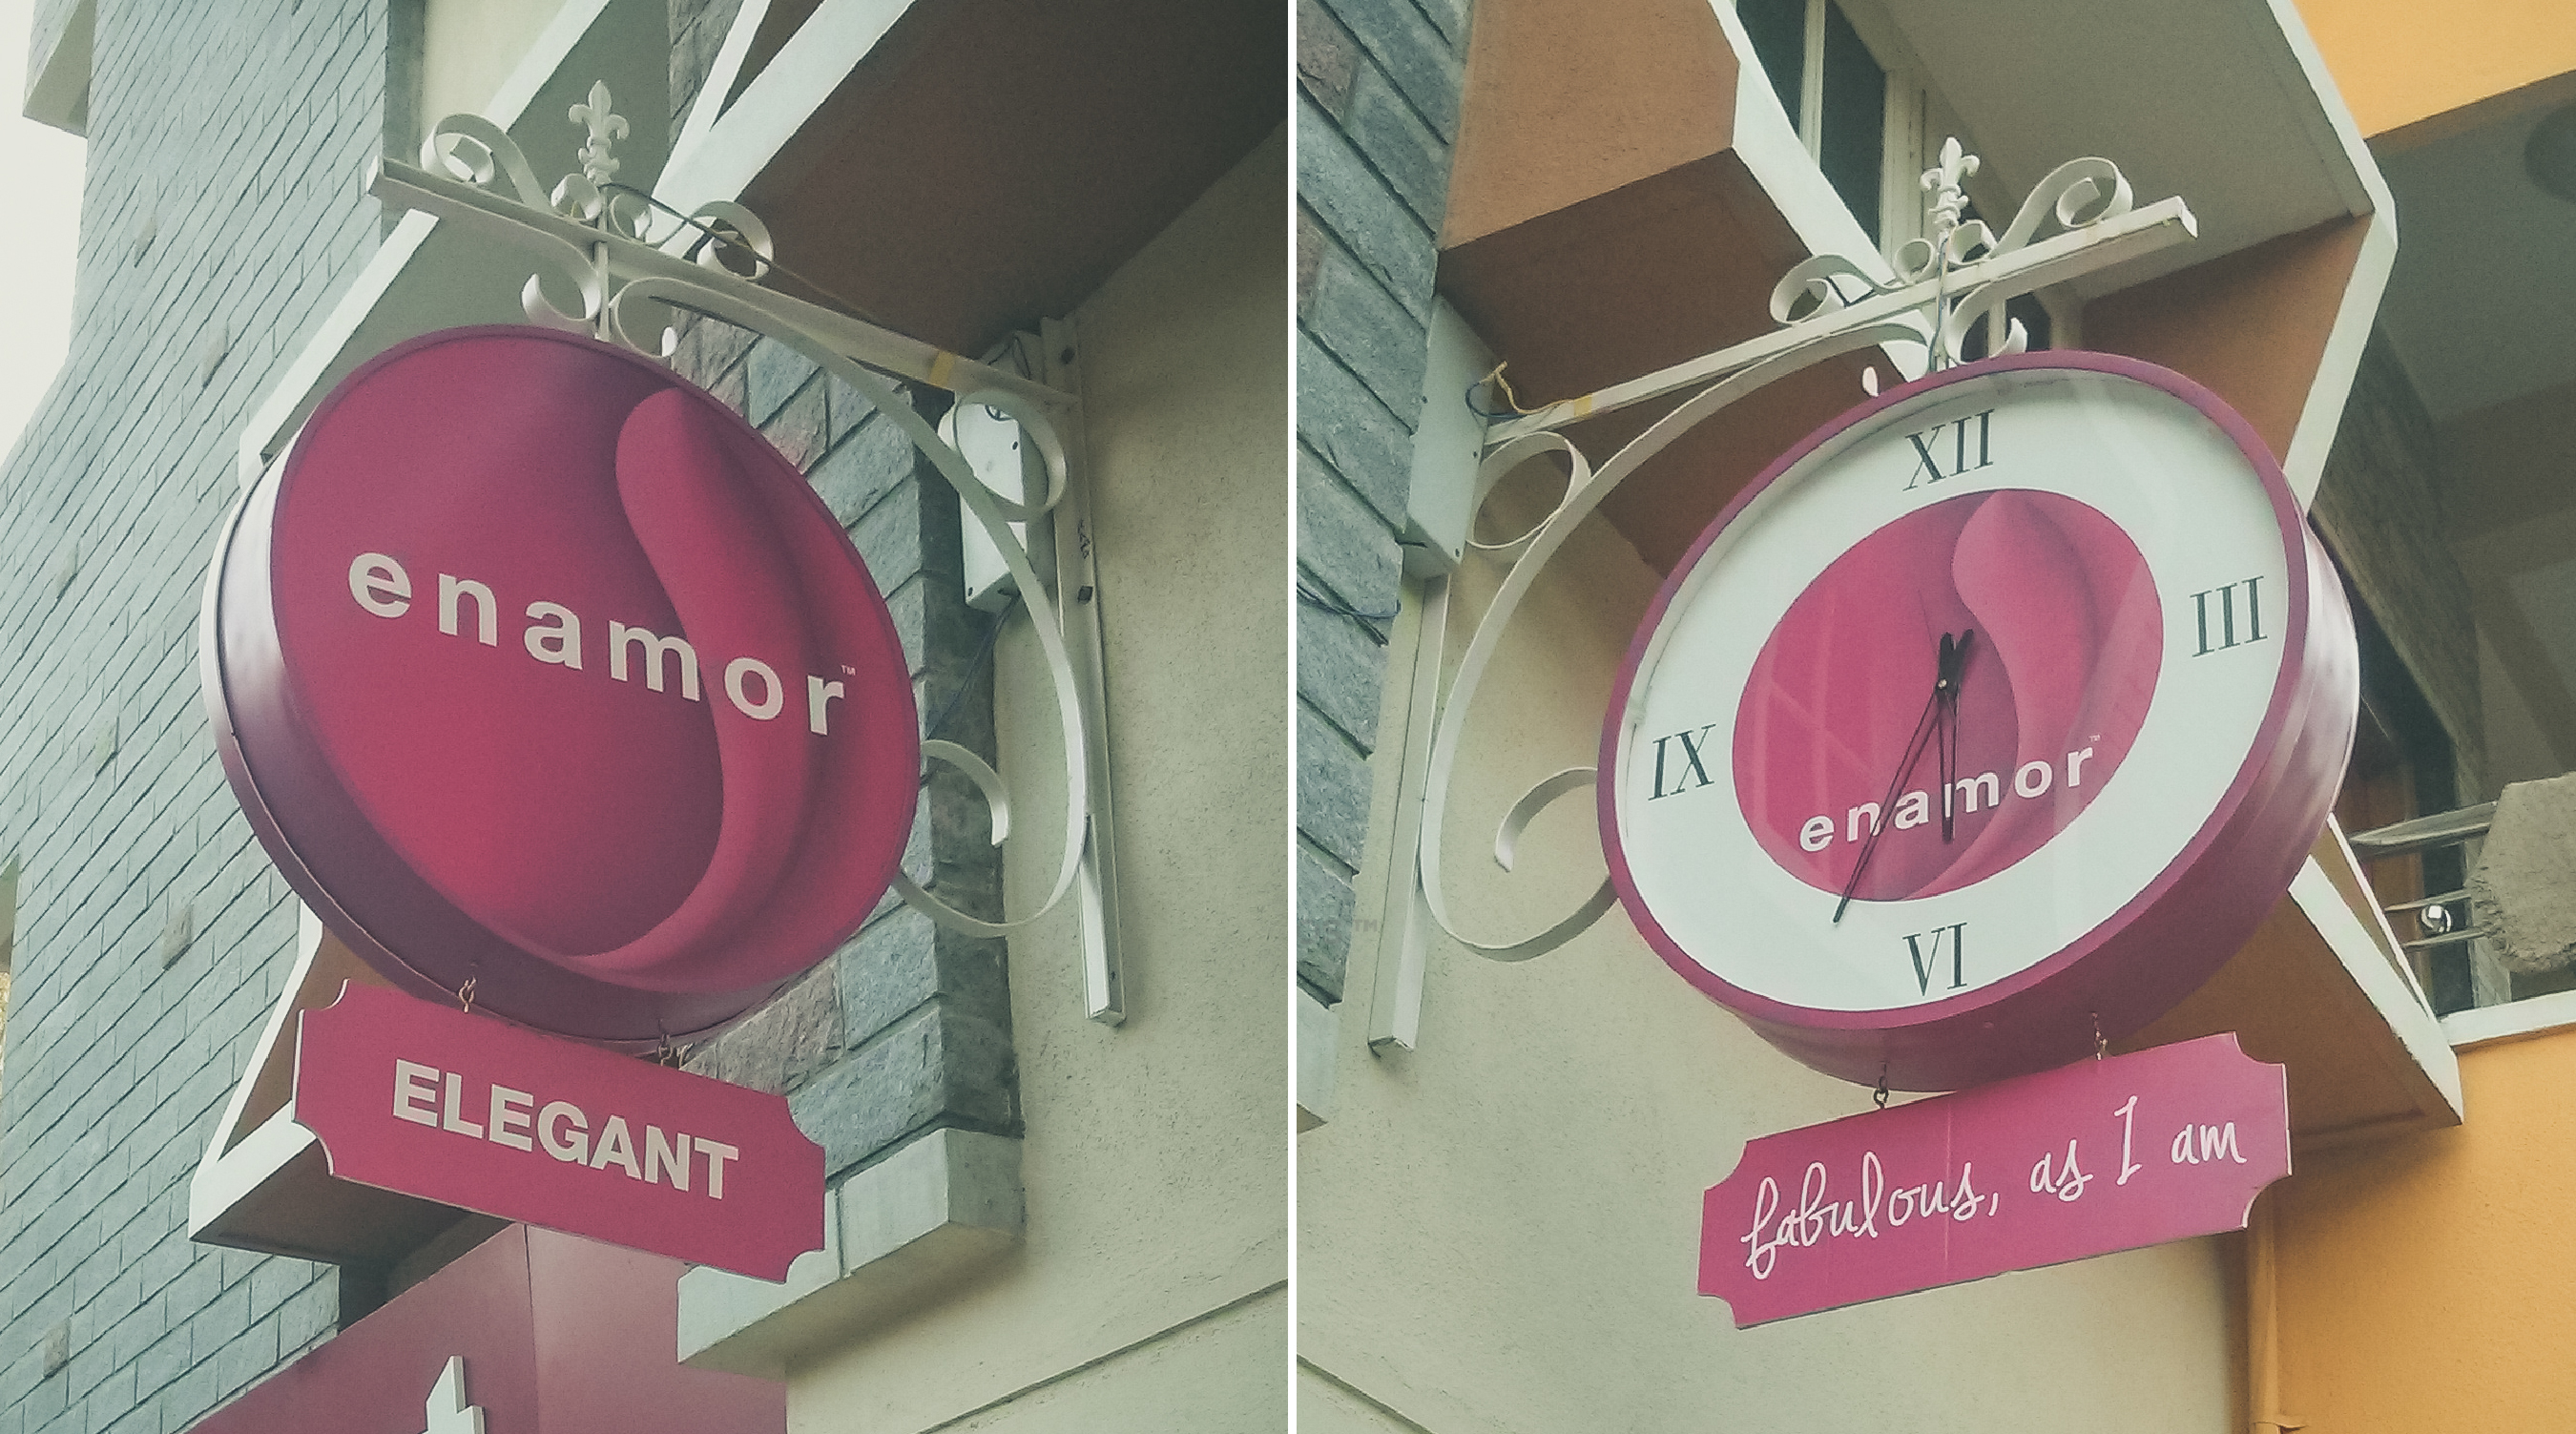 enamor™
ELEGANT
XII
III
IX
enamor™
VI
fabulous, as I am